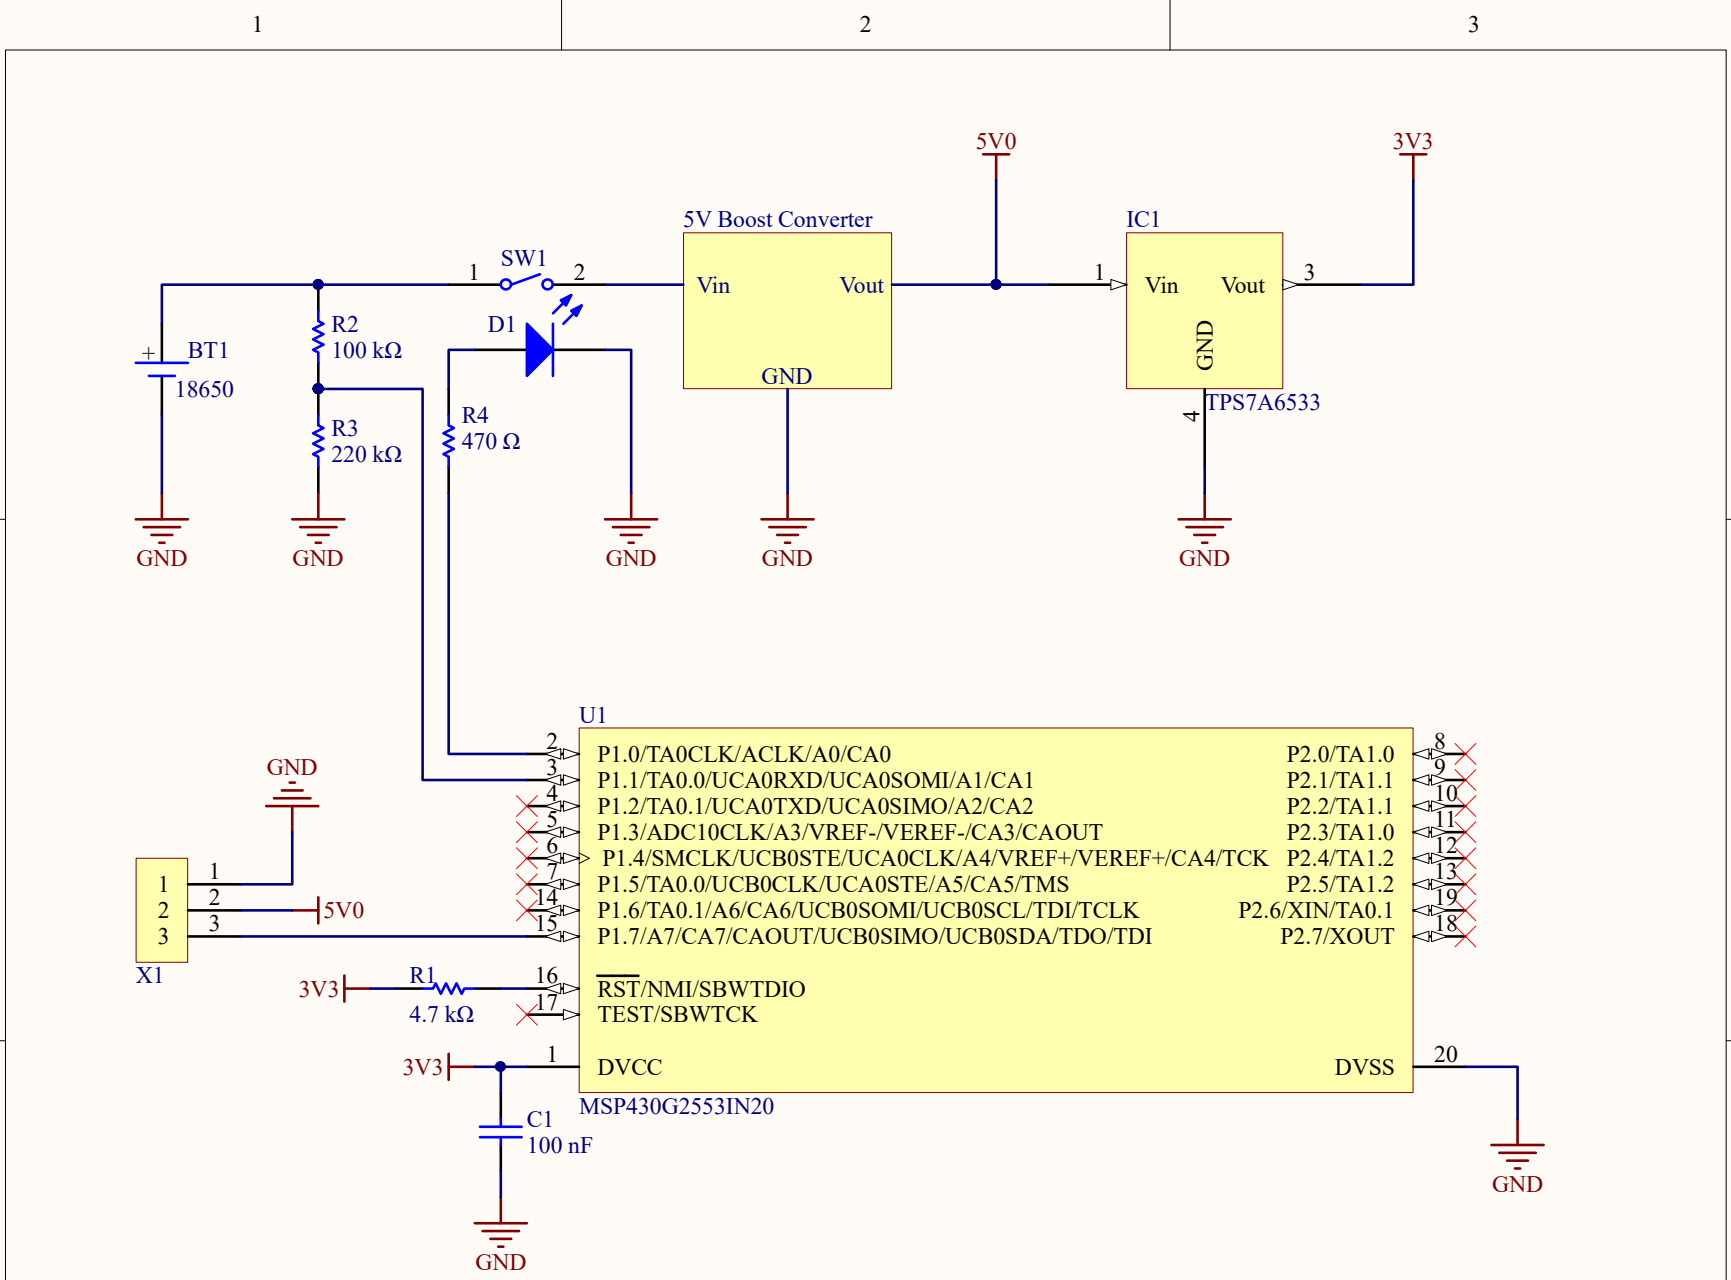 1
2
3
5V0
3V3
5V Boost Converter
IC1
SW1
1
2
Vin
Vout
1
Vin
Vout
3
D1
R2
100 kΩ
+
BT1
18650
GND
GND
TPS7A6533
4
R4
470 Ω
R3
220 kΩ
GND
GND
GND
GND
GND
U1
2
P1.0/TA0CLK/ACLK/A0/CA0
P2.0/TA1.0
8
3
P1.1/TA0.0/UCA0RXD/UCA0SOMI/A1/CA1
P2.1/TA1.1
9
4
P1.2/TA0.1/UCA0TXD/UCA0SIMO/A2/CA2
P2.2/TA1.1
10
5
P1.3/ADC10CLK/A3/VREF-/VEREF-/CA3/CAOUT
P2.3/TA1.0
11
6
P1.4/SMCLK/UCB0STE/UCA0CLK/A4/VREF+/VEREF+/CA4/TCK
P2.4/TA1.2
12
7
P1.5/TA0.0/UCB0CLK/UCA0STE/A5/CA5/TMS
P2.5/TA1.2
13
14
P1.6/TA0.1/A6/CA6/UCB0SOMI/UCB0SCL/TDI/TCLK
P2.6/XIN/TA0.1
19
15
P1.7/A7/CA7/CAOUT/UCB0SIMO/UCB0SDA/TDO/TDI
P2.7/XOUT
18
GND
1
1
2
2
5V0
3
3
X1
3V3
R1
4.7 kΩ
16
RST/NMI/SBWTDIO
17
TEST/SBWTCK
3V3
1
DVCC
DVSS
20
MSP430G2553IN20
C1
100 nF
GND
GND